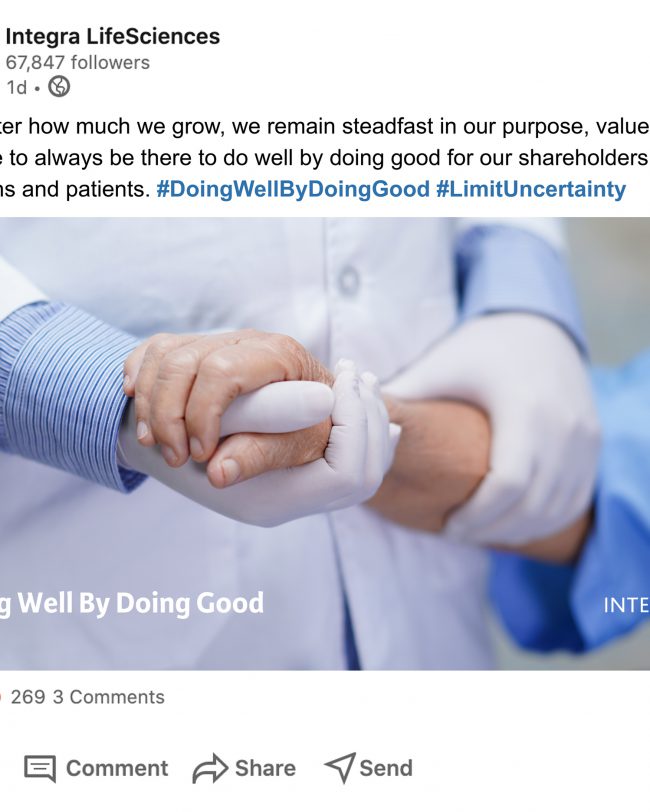 Integra LifeSciences
67,847 followers
1d •
ter how much we grow, we remain steadfast in our purpose, value
e to always be there to do well by doing good for our shareholders
ns and patients. #DoingWellByDoingGood #LimitUncertainty
g Well By Doing Good
INTE
269 3 Comments
Comment Share Send